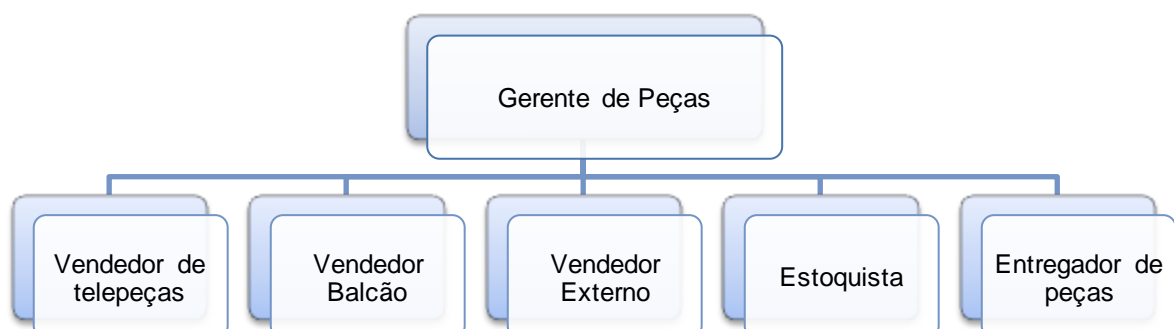 Gerente de Peças
Vendedor de
telepeças
Vendedor
Balcão
Vendedor
Externo
Estoquista
Entregador de
peças